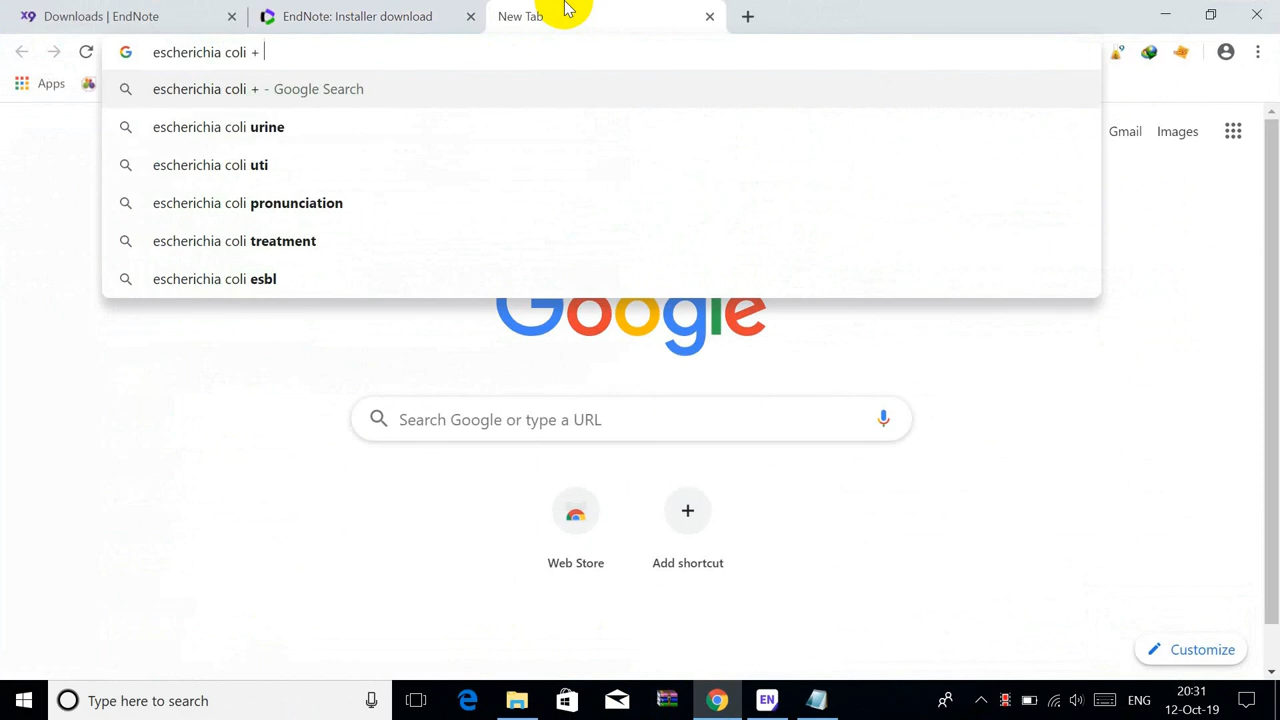 Downloads | EndNote
EndNote: Installer download
New Tab
escherichia coli +
Apps
escherichia coli + - Google Search
escherichia coli urine
escherichia coli uti
escherichia coli pronunciation
escherichia coli treatment
escherichia coli esbl
Gmail Images
Google
Search Google or type a URL
Web Store
Add shortcut
Customize
Type here to search
EN
ENG
20:31
12-Oct-19